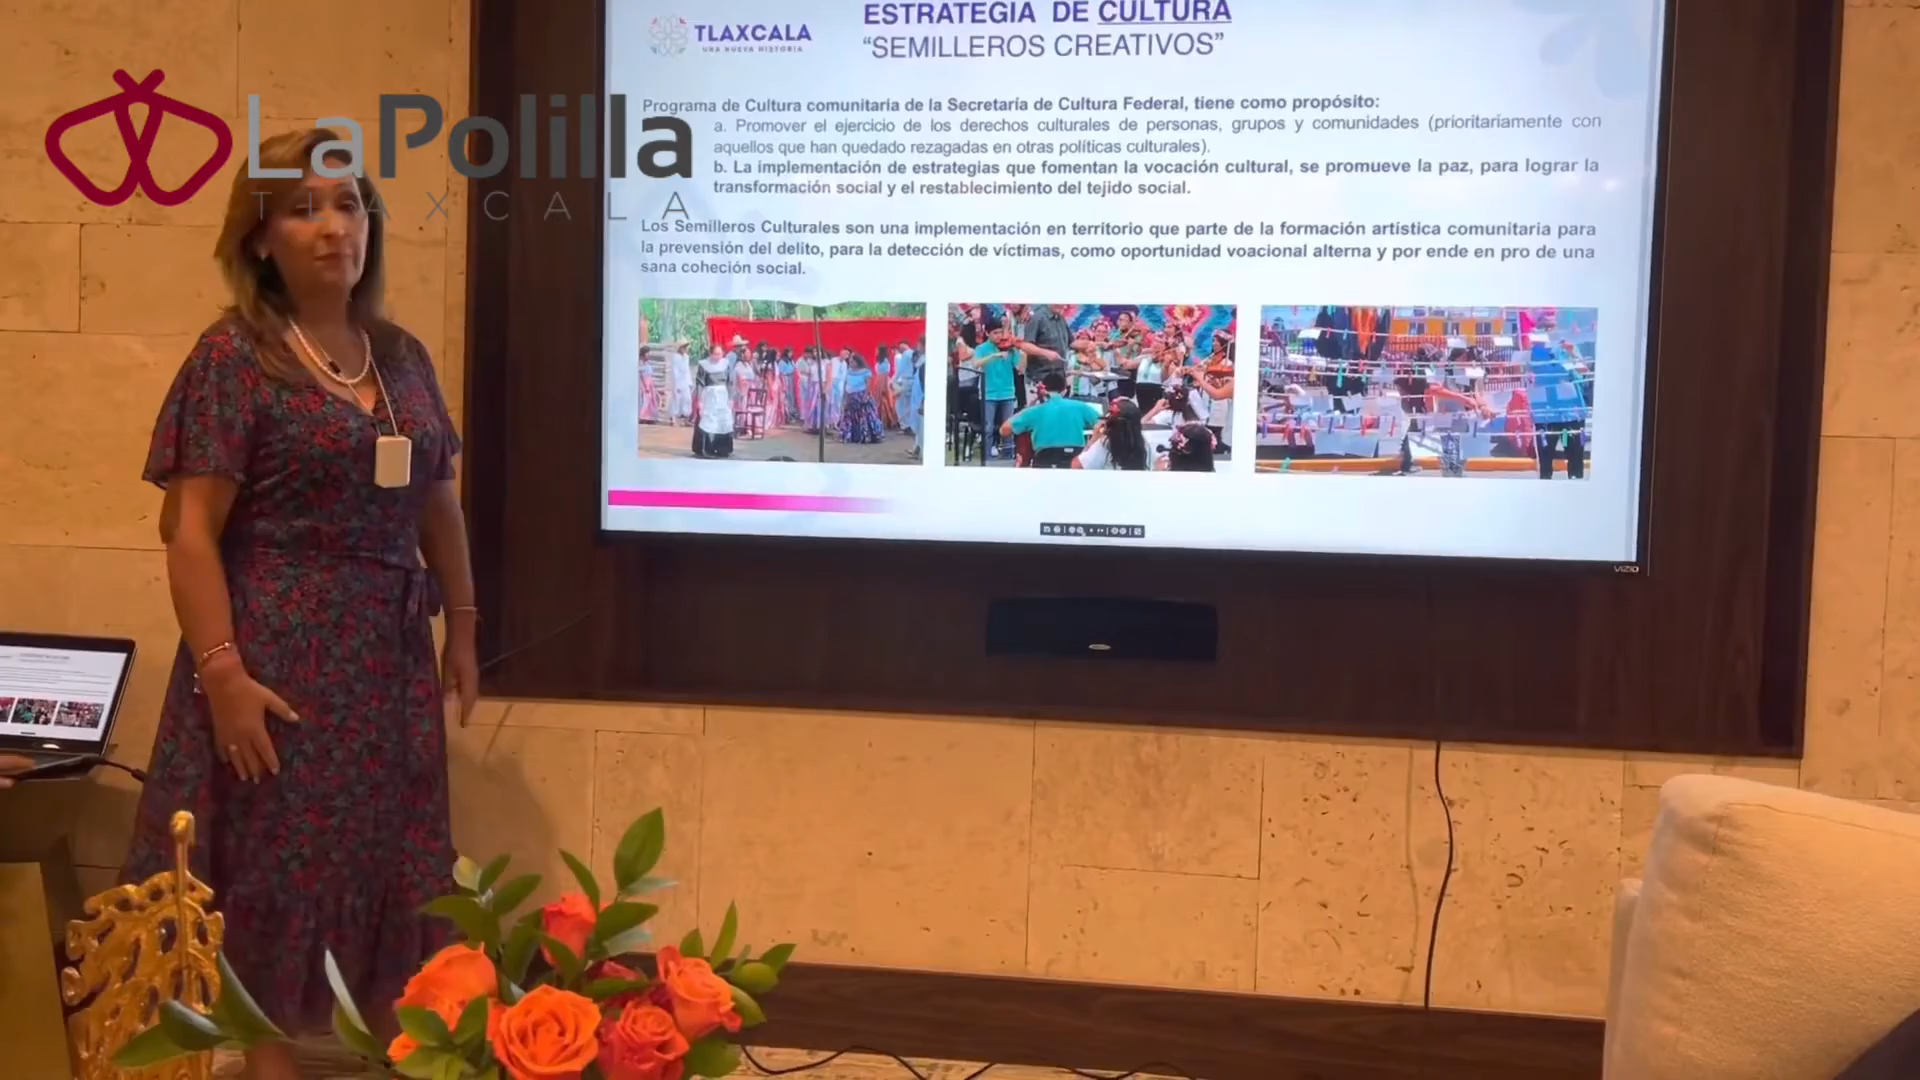 ESTRATEGIA DE CULTURA
TLAXCALA
UNA NUEVA HISTORIA
“SEMILLEROS CREATIVOS”
LaPolilla
TLAXCALA
Programa de Cultura comunitaria de la Secretaría de Cultura Federal, tiene como propósito:
a. Promover el ejercicio de los derechos culturales de personas, grupos y comunidades (prioritariamente con
aquellos que han quedado rezagadas en otras políticas culturales).
b. La implementación de estrategias que fomentan la vocación cultural, se promueve la paz, para lograr la
transformación social y el restablecimiento del tejido social.
Los Semilleros Culturales son una implementación en territorio que parte de la formación artística comunitaria para
la prevensión del delito, para la detección de víctimas, como oportunidad voacional alterna y por ende en pro de una
sana coheción social.
VIZIO